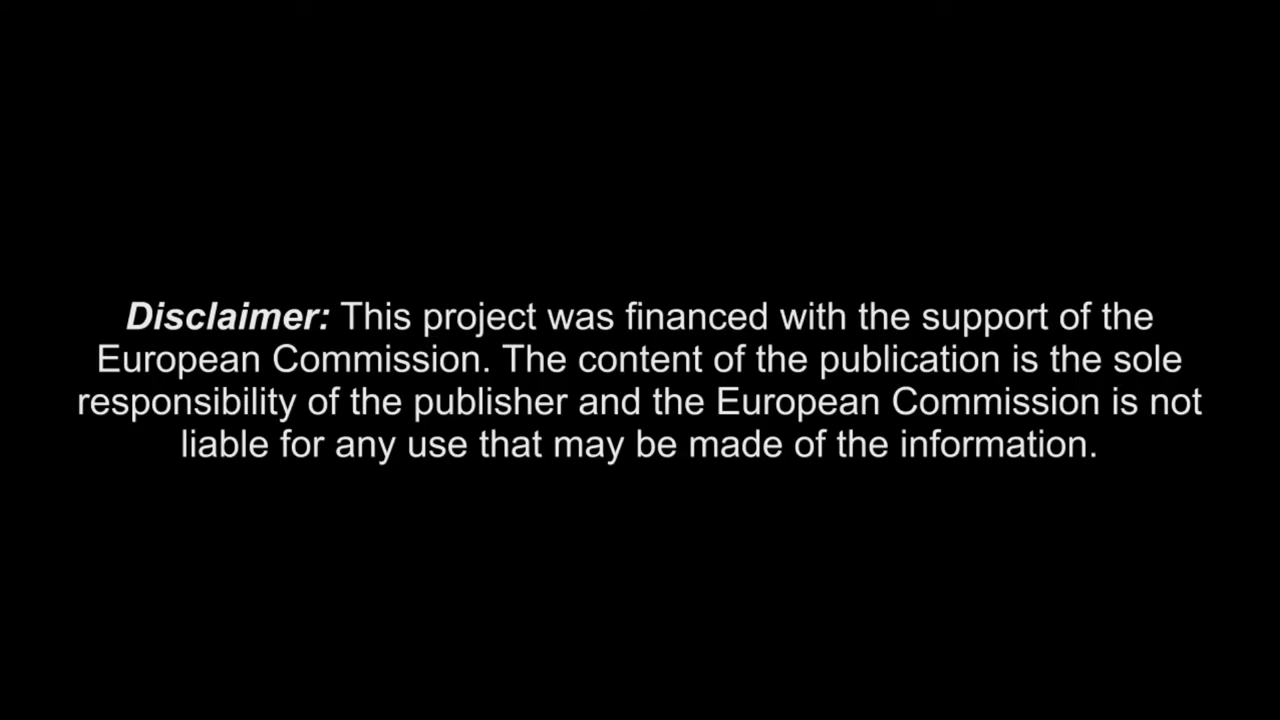 Disclaimer: This project was financed with the support of the
European Commission. The content of the publication is the sole
responsibility of the publisher and the European Commission is not
liable for any use that may be made of the information.